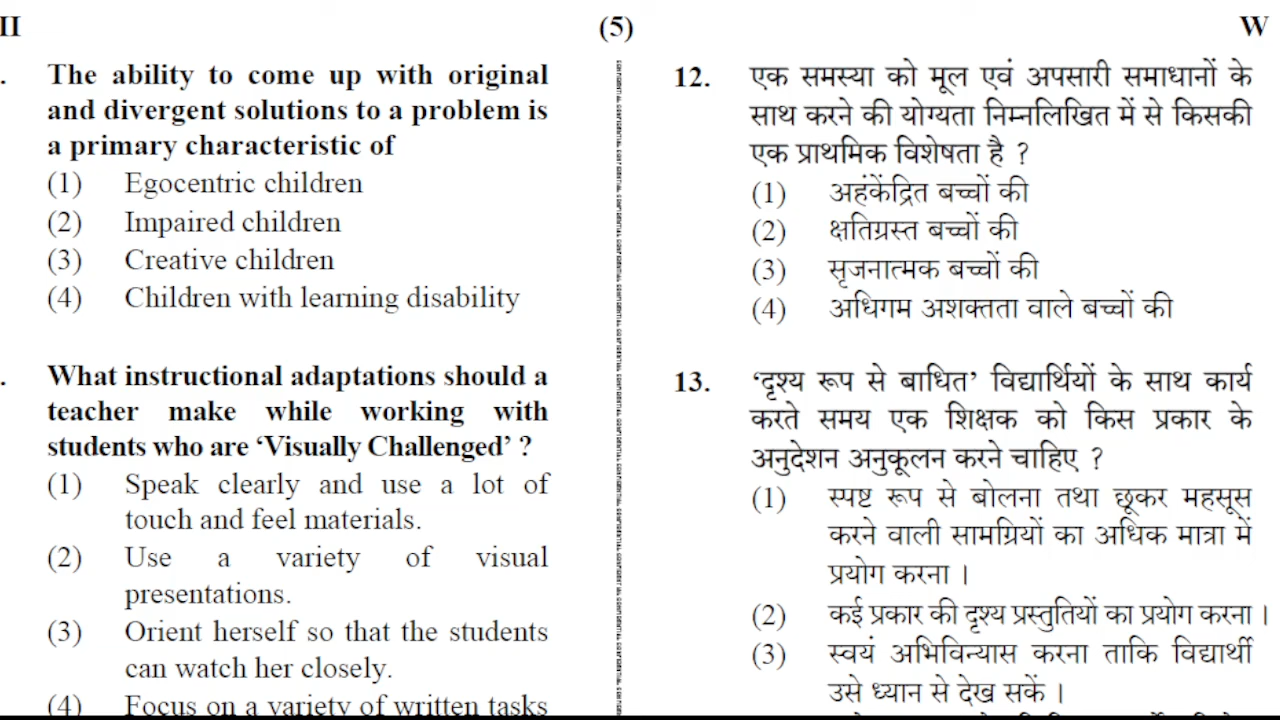 II
(5)
W
. The ability to come up with original
and divergent solutions to a problem is
a primary characteristic of
(1) Egocentric children
(2) Impaired children
(3) Creative children
(4) Children with learning disability
. What instructional adaptations should a
teacher make while working with
students who are ‘Visually Challenged’ ?
(1) Speak clearly and use a lot of
touch and feel materials.
(2) Use a variety of visual
presentations.
(3) Orient herself so that the students
can watch her closely.
(4) Focus on a variety of written tasks
12. एक समस्या को मूल एवं अपसारी समाधानों के
साथ करने की योग्यता निम्नलिखित में से किसकी
एक प्राथमिक विशेषता है ?
(1) अहंकेंद्रित बच्चों की
(2) क्षतिग्रस्त बच्चों की
(3) सृजनात्मक बच्चों की
(4) अधिगम अशक्तता वाले बच्चों की
13. ‘दृश्य रूप से बाधित’ विद्यार्थियों के साथ कार्य
करते समय एक शिक्षक को किस प्रकार के
अनुदेशन अनुकूलन करने चाहिए ?
(1) स्पष्ट रूप से बोलना तथा छूकर महसूस
करने वाली सामग्रियों का अधिक मात्रा में
प्रयोग करना ।
(2) कई प्रकार की दृश्य प्रस्तुतियों का प्रयोग करना ।
(3) स्वयं अभिविन्यास करना ताकि विद्यार्थी
उसे ध्यान से देख सकें ।